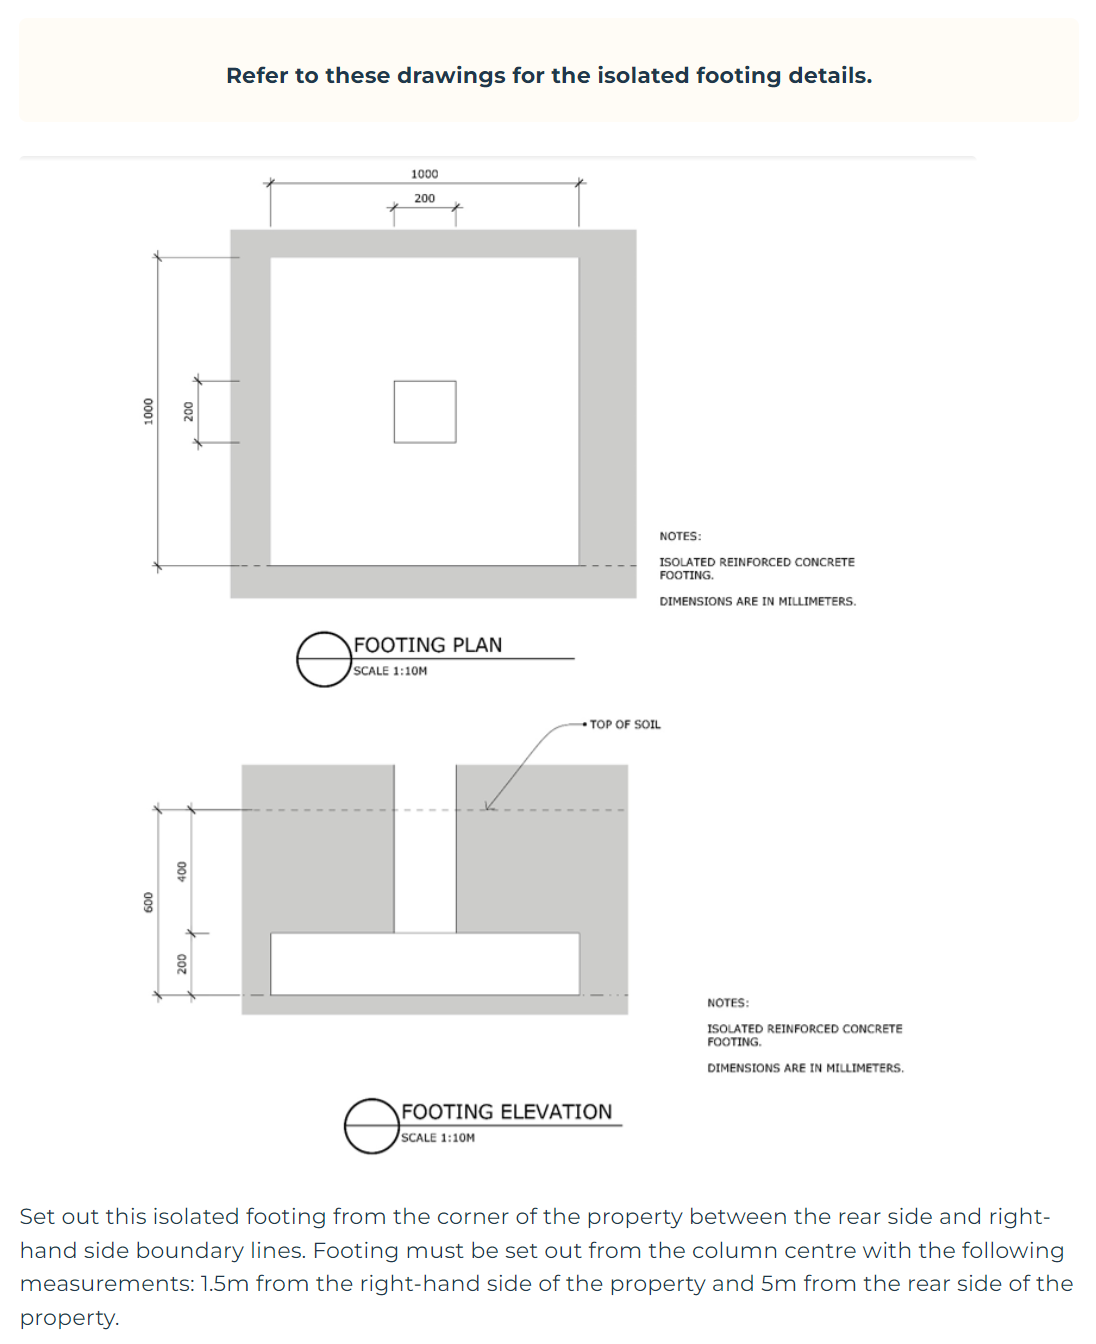 Refer to these drawings for the isolated footing details.
1000
200
1000
200
NOTES:
ISOLATED REINFORCED CONCRETE
FOOTING.
DIMENSIONS ARE IN MILLIMETERS.
FOOTING PLAN
SCALE 1:10M
TOP OF SOIL
400
600
200
NOTES:
ISOLATED REINFORCED CONCRETE
FOOTING.
DIMENSIONS ARE IN MILLIMETERS.
FOOTING ELEVATION
SCALE 1:10M
Set out this isolated footing from the corner of the property between the rear side and right-
hand side boundary lines. Footing must be set out from the column centre with the following
measurements: 1.5m from the right-hand side of the property and 5m from the rear side of the
property.